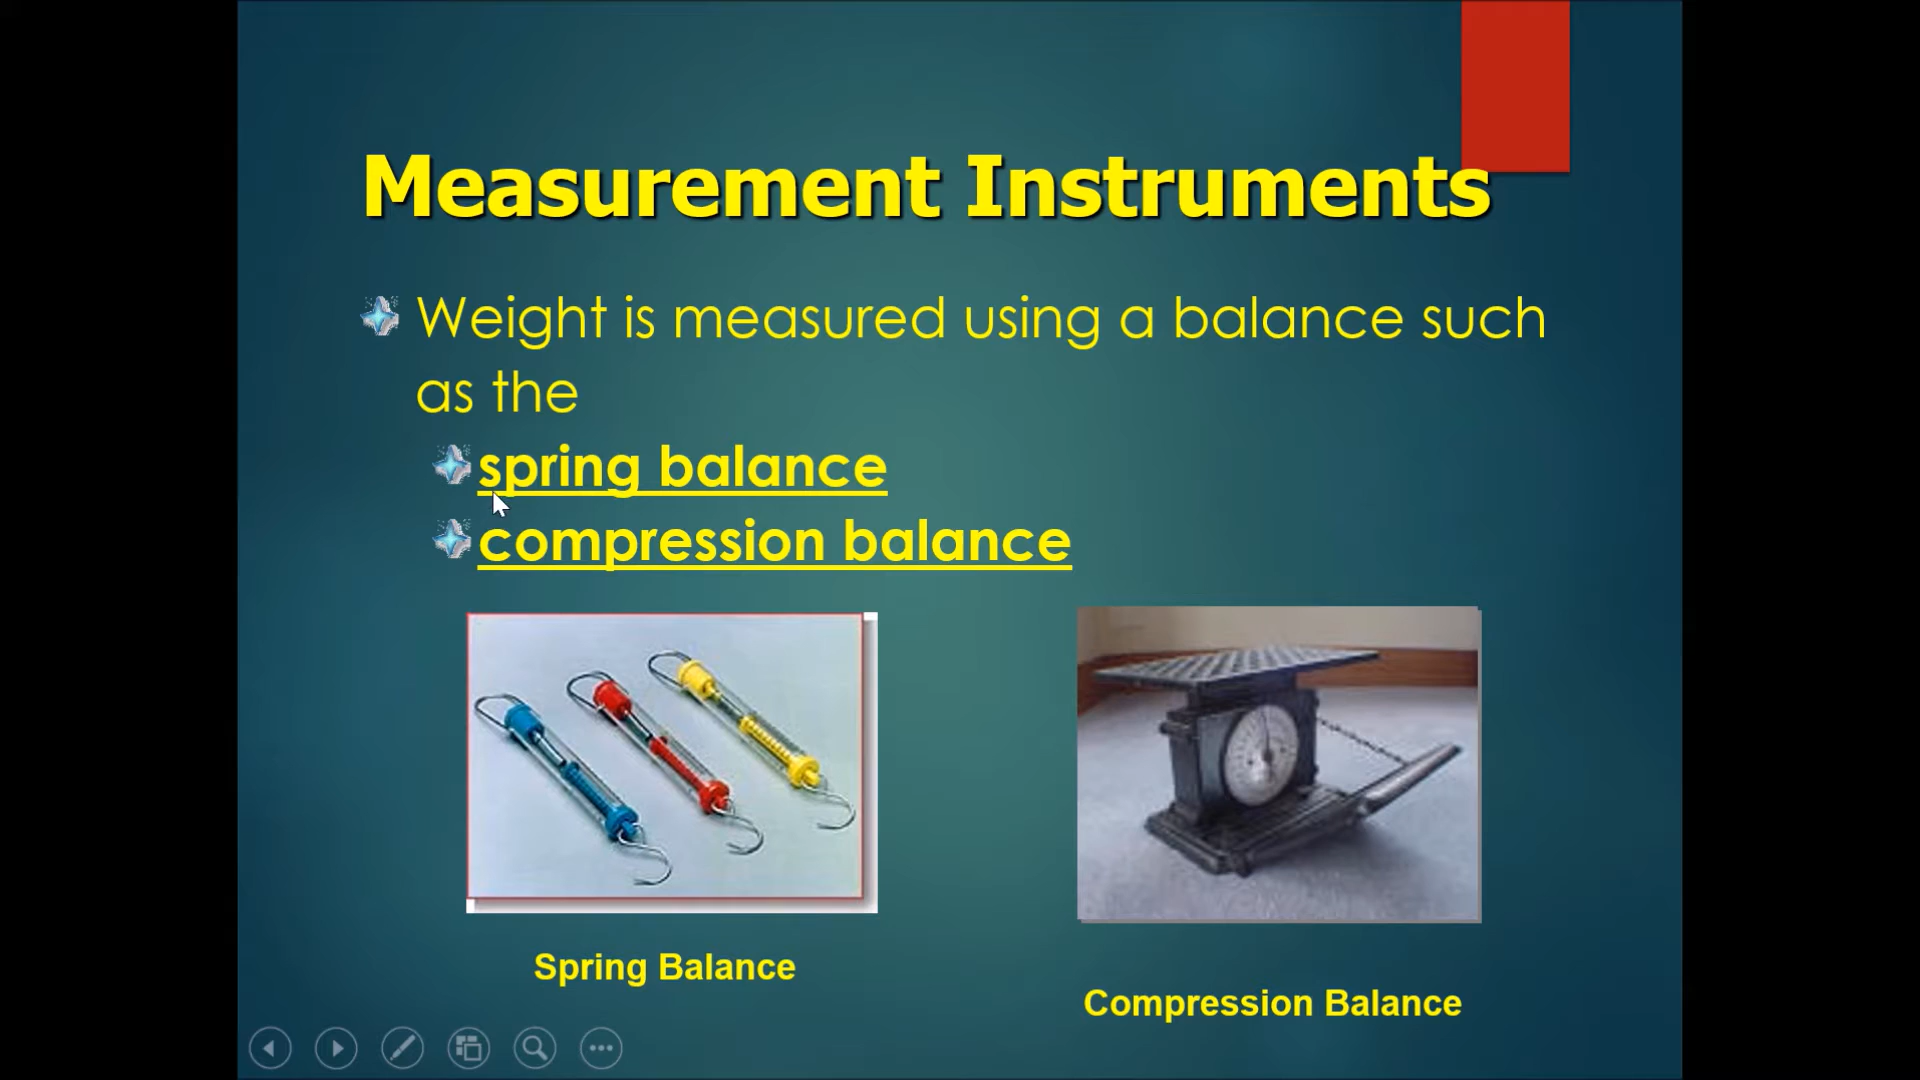 Measurement Instruments
Weight is measured using a balance such
as the
spring balance
compression balance
Spring Balance
Compression Balance